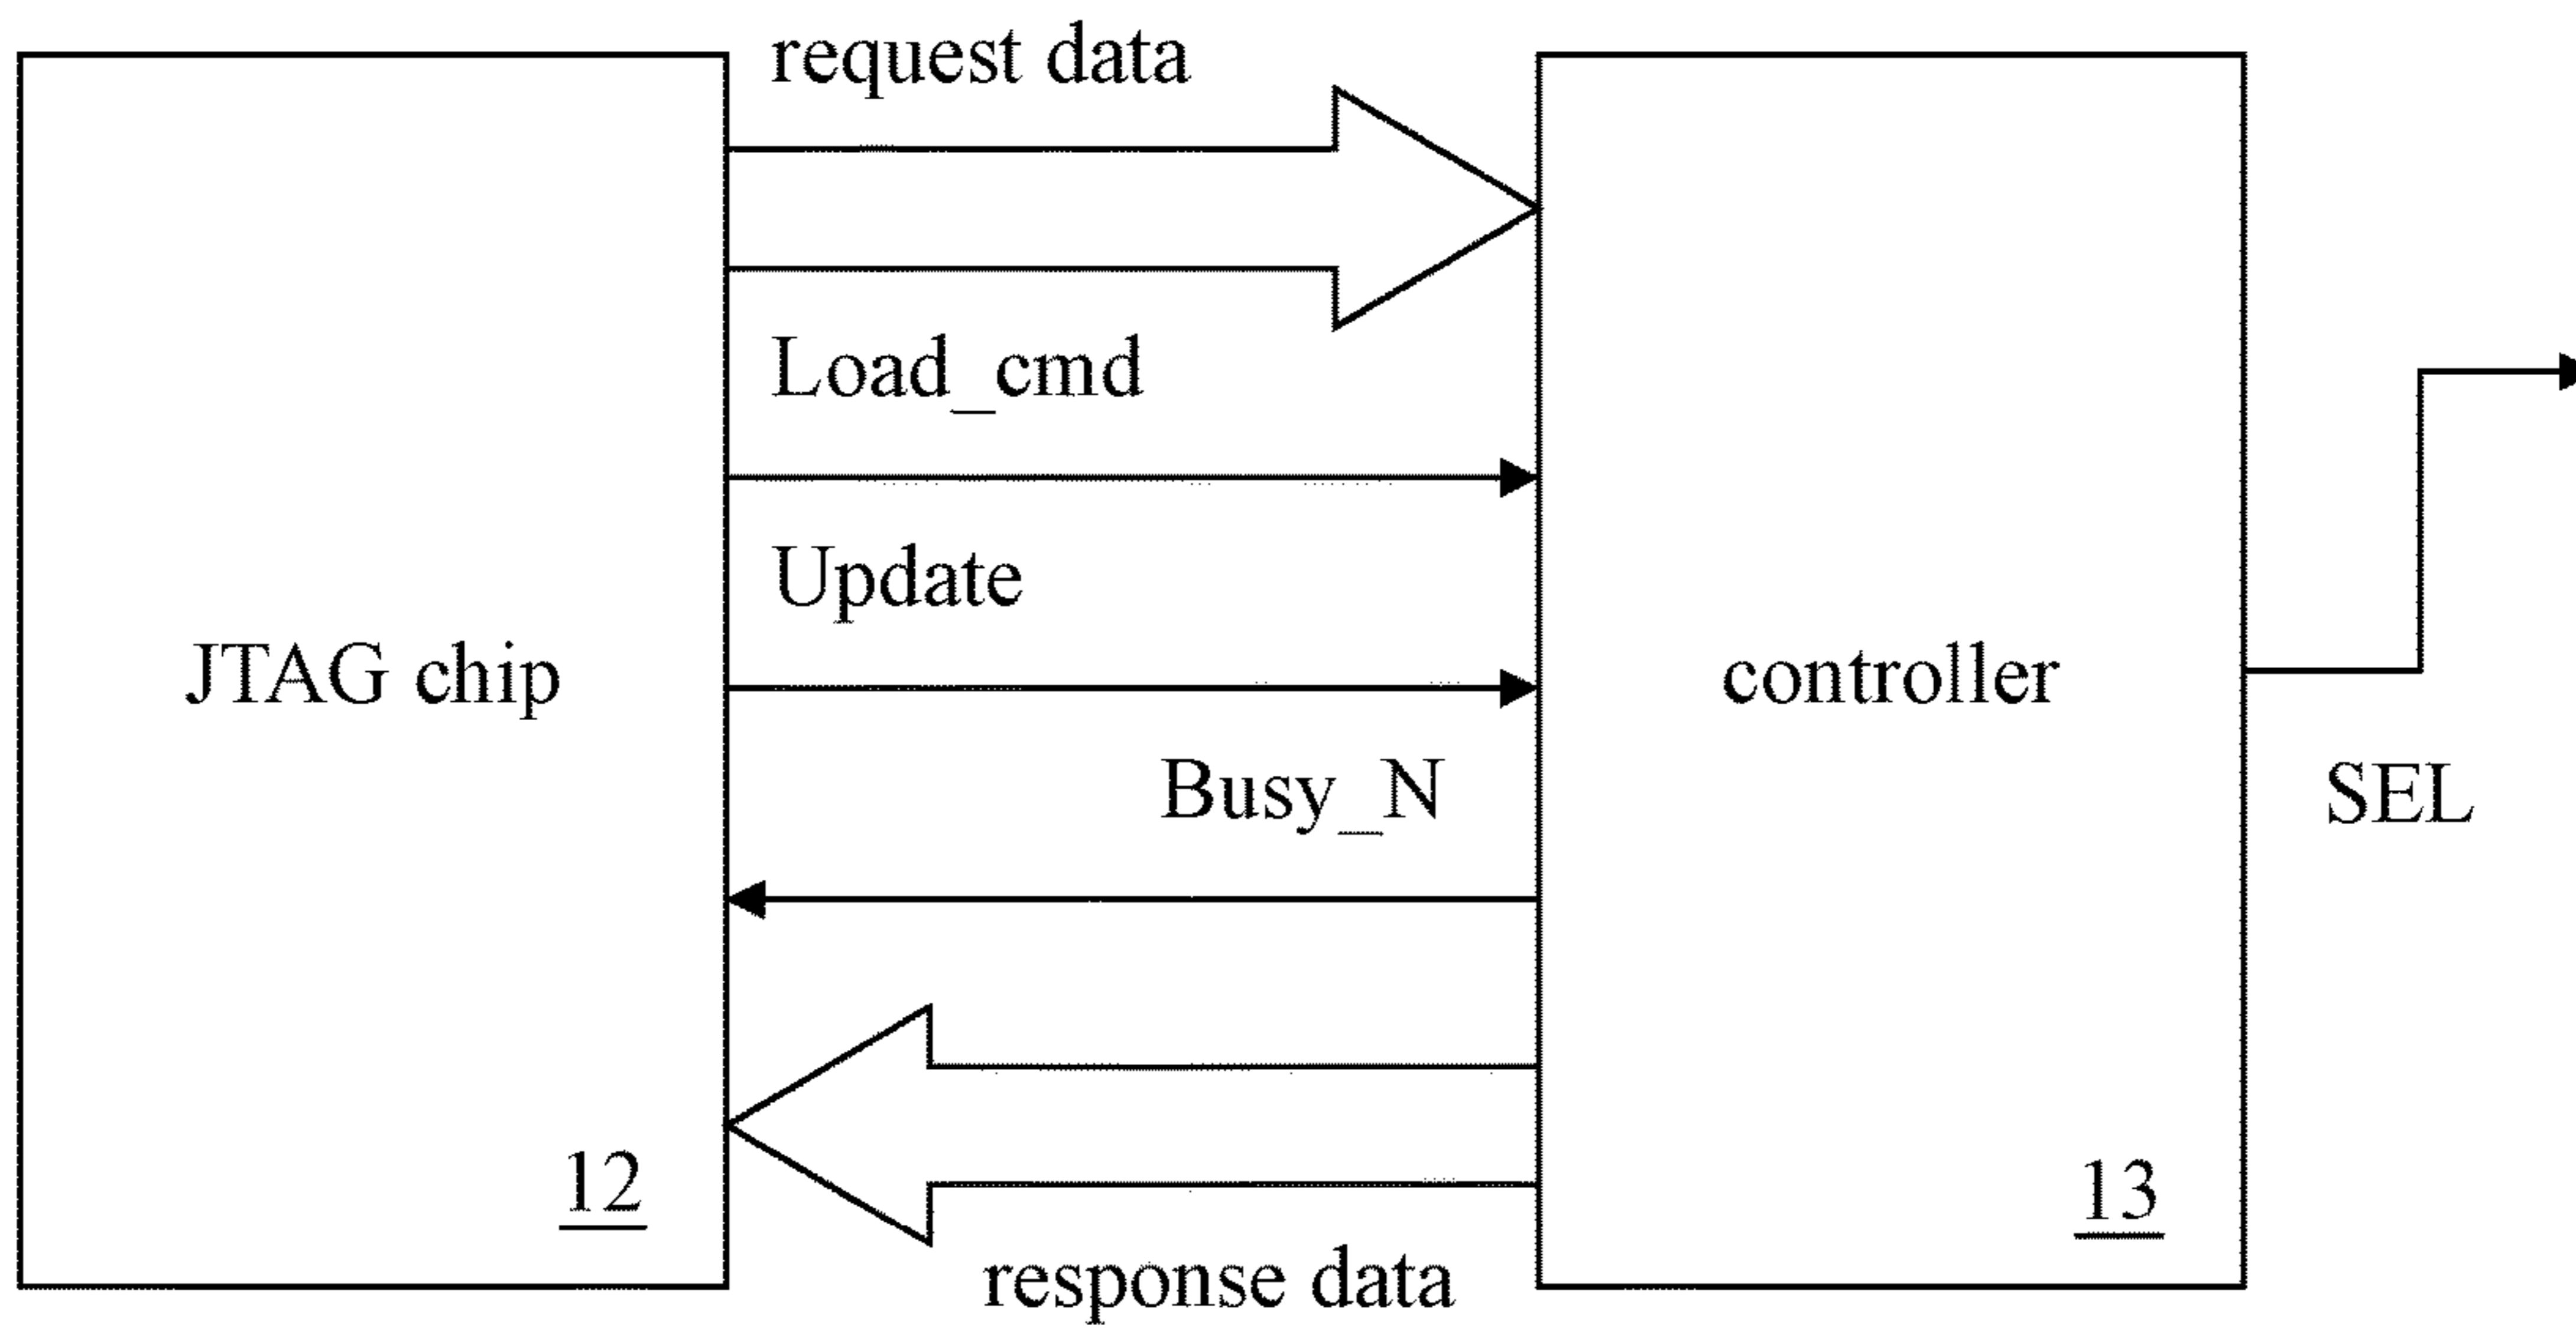 request data
Load_cmd
Update
JTAG chip
controller
Busy_N
SEL
12
13
response data